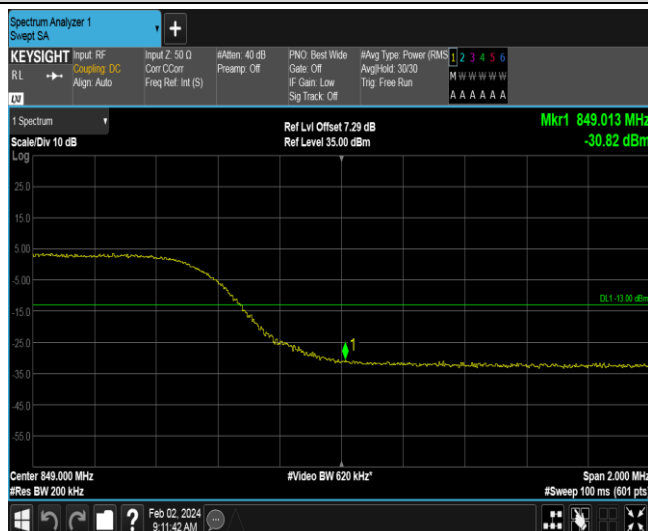 Spectrum Analyzer 1
Swept SA
KEYSIGHT
RL
Input: RF
Coupling: DC
Align: Auto
Input Z: 50 Ω
Corr CCorr
Freq Ref: Int (S)
#Atten: 40 dB
Preamp: Off
PNO: Best Wide
Gate: Off
IF Gain: Low
Sig Track: Off
#Avg Type: Power (RMS
Avg|Hold: 30/30
Trig: Free Run
1 2 3 4 5 6
M W W W W W
A A A A A A
LXI
1 Spectrum
Scale/Div 10 dB
Ref Lvl Offset 7.29 dB
Ref Level 35.00 dBm
Mkr1 849.013 MHz
-30.82 dBm
Log
25.0
15.0
5.00
-5.00
DL1 -13.00 dBm
-15.0
-25.0
1
-35.0
-45.0
-55.0
Center 849.000 MHz
#Video BW 620 kHz*
Span 2.000 MHz
#Res BW 200 kHz
#Sweep 100 ms (601 pts)
?
Feb 02, 2024
9:11:42 AM